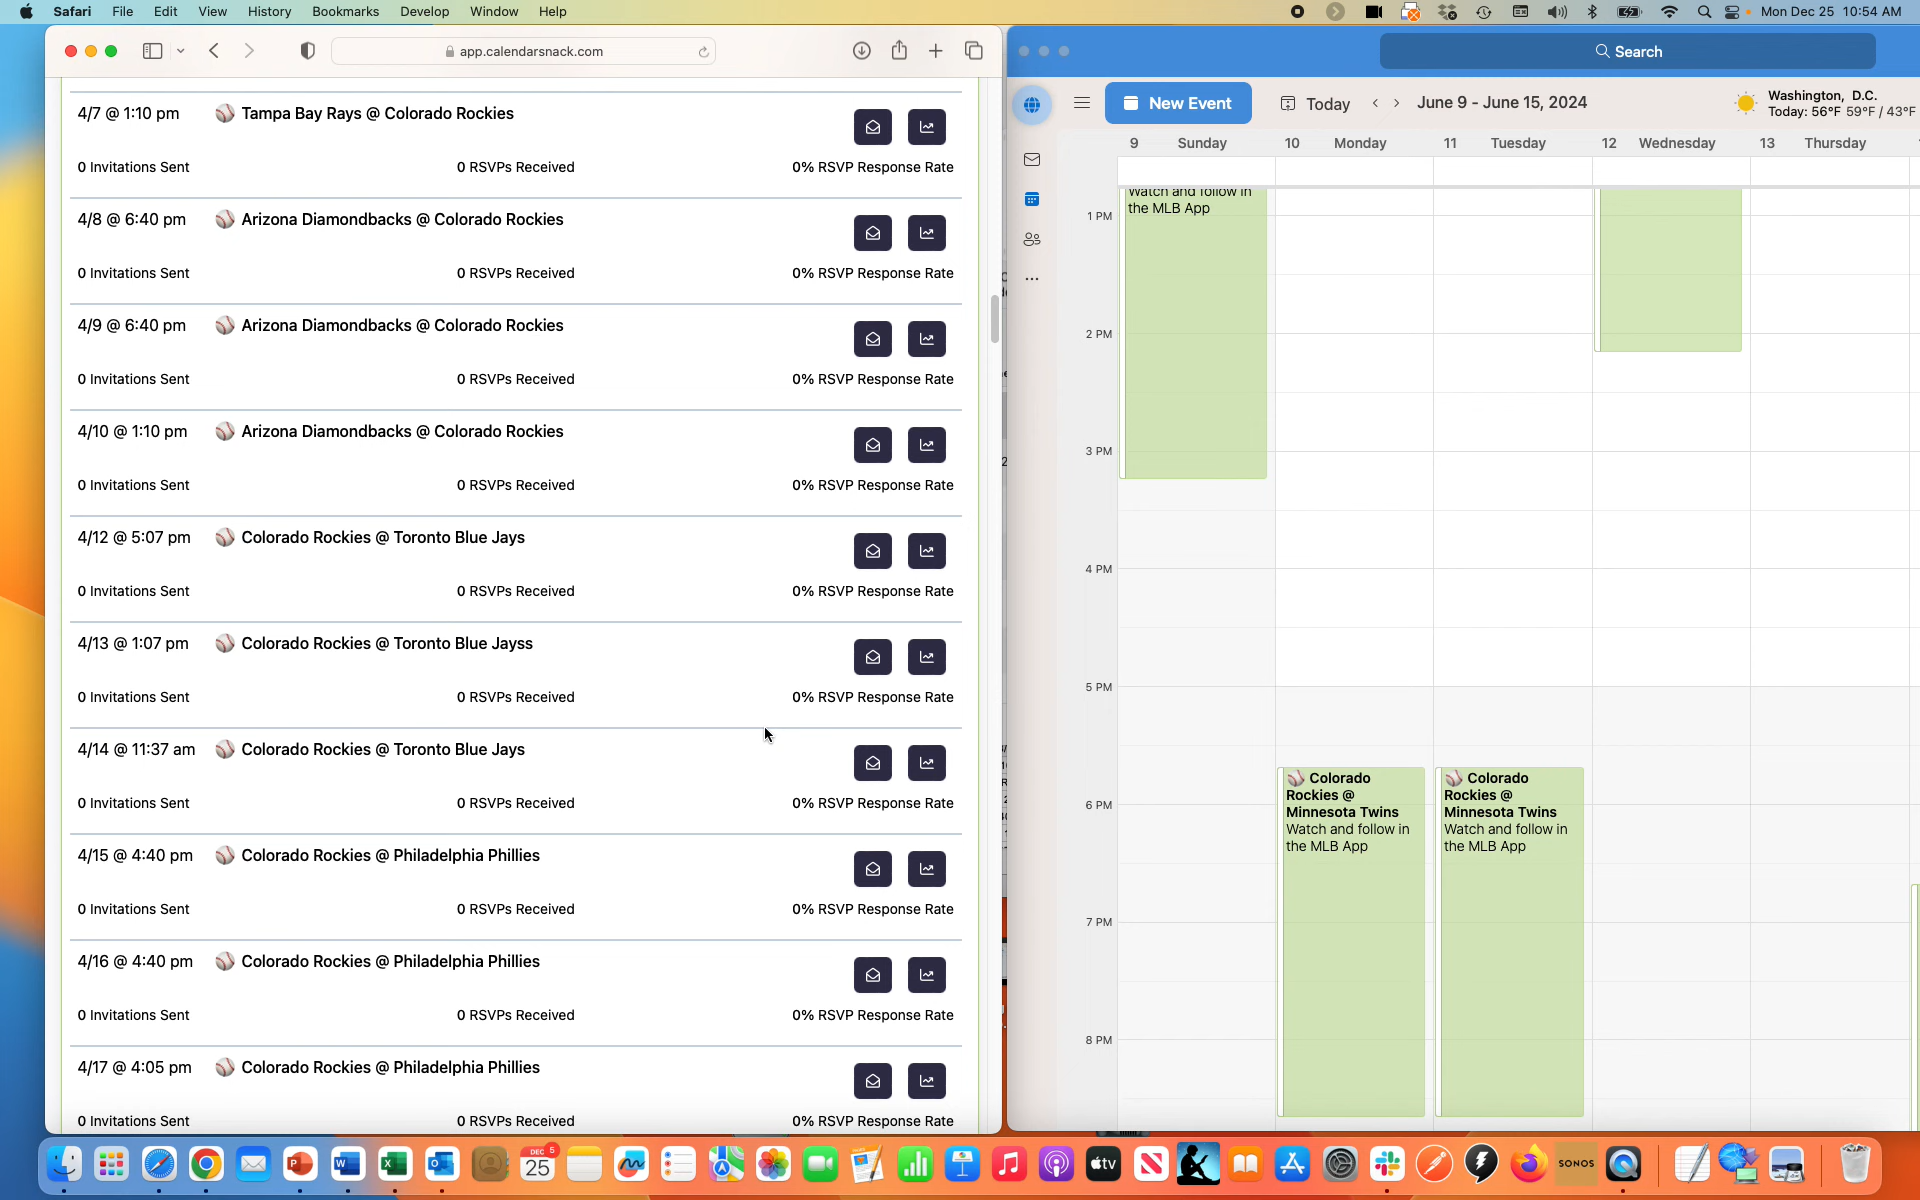 Safari File Edit View History Bookmarks Develop Window Help
Mon Dec 25 10:54 AM
app.calendarsnack.com
4/7 @ 1:10 pm Tampa Bay Rays @ Colorado Rockies
0 Invitations Sent 0 RSVPs Received 0% RSVP Response Rate
4/8 @ 6:40 pm Arizona Diamondbacks @ Colorado Rockies
0 Invitations Sent 0 RSVPs Received 0% RSVP Response Rate
4/9 @ 6:40 pm Arizona Diamondbacks @ Colorado Rockies
0 Invitations Sent 0 RSVPs Received 0% RSVP Response Rate
4/10 @ 1:10 pm Arizona Diamondbacks @ Colorado Rockies
0 Invitations Sent 0 RSVPs Received 0% RSVP Response Rate
4/12 @ 5:07 pm Colorado Rockies @ Toronto Blue Jays
0 Invitations Sent 0 RSVPs Received 0% RSVP Response Rate
4/13 @ 1:07 pm Colorado Rockies @ Toronto Blue Jayss
0 Invitations Sent 0 RSVPs Received 0% RSVP Response Rate
4/14 @ 11:37 am Colorado Rockies @ Toronto Blue Jays
0 Invitations Sent 0 RSVPs Received 0% RSVP Response Rate
4/15 @ 4:40 pm Colorado Rockies @ Philadelphia Phillies
0 Invitations Sent 0 RSVPs Received 0% RSVP Response Rate
4/16 @ 4:40 pm Colorado Rockies @ Philadelphia Phillies
0 Invitations Sent 0 RSVPs Received 0% RSVP Response Rate
4/17 @ 4:05 pm Colorado Rockies @ Philadelphia Phillies
0 Invitations Sent 0 RSVPs Received 0% RSVP Response Rate
Search
New Event Today June 9 - June 15, 2024
Washington, D.C.
Today: 56°F 59°F / 43°F
9 Sunday 10 Monday 11 Tuesday 12 Wednesday 13 Thursday
Watch and follow in
the MLB App
1 PM
2 PM
3 PM
4 PM
5 PM
6 PM
7 PM
8 PM
Colorado
Rockies @
Minnesota Twins
Watch and follow in
the MLB App
Colorado
Rockies @
Minnesota Twins
Watch and follow in
the MLB App
DEC
25
5
tv
SONOS